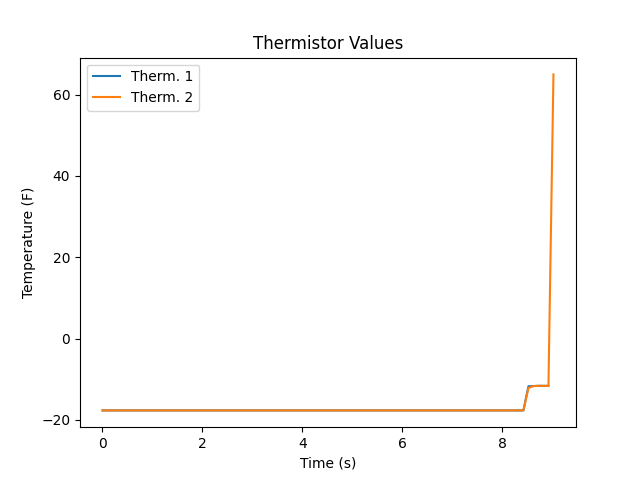 Thermistor Values
Therm. 1
Therm. 2
Temperature (F)
60
40
20
0
−20
0 2 4 6 8
Time (s)